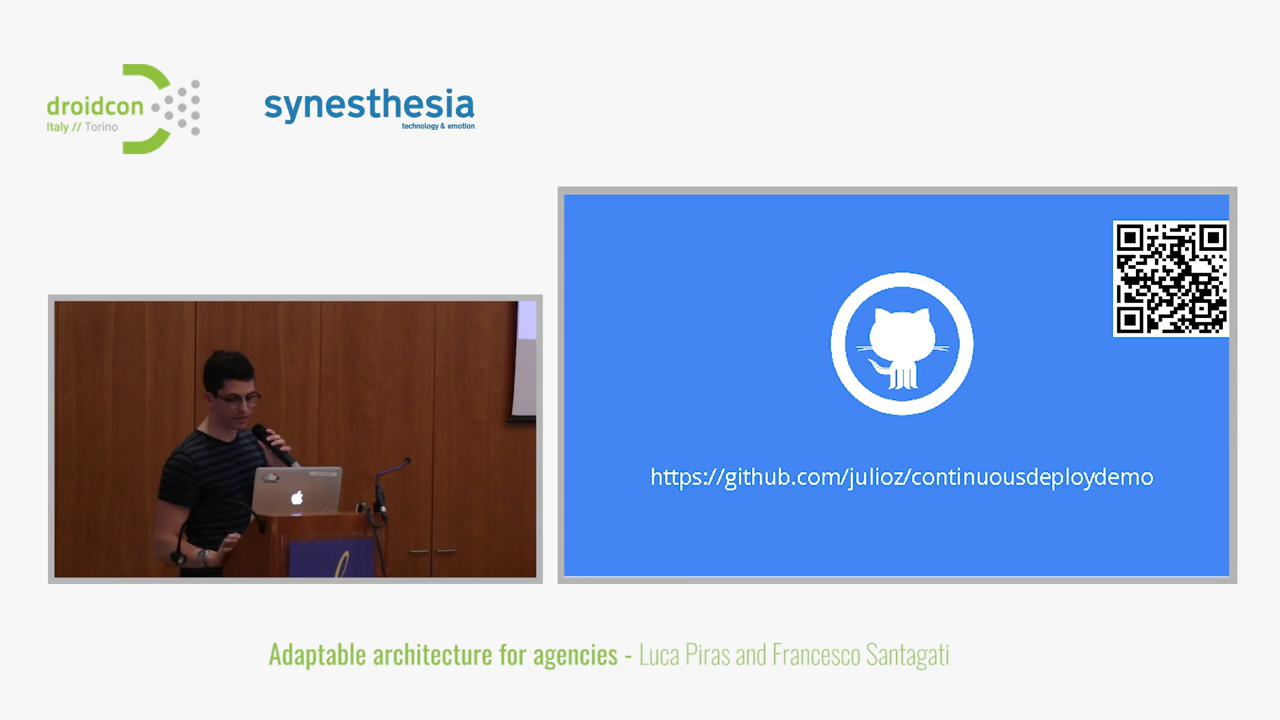 droidcon
Italy // Torino
synesthesia
technology & emotion
https://github.com/julioz/continuousdeploydemo
Adaptable architecture for agencies - Luca Piras and Francesco Santagati